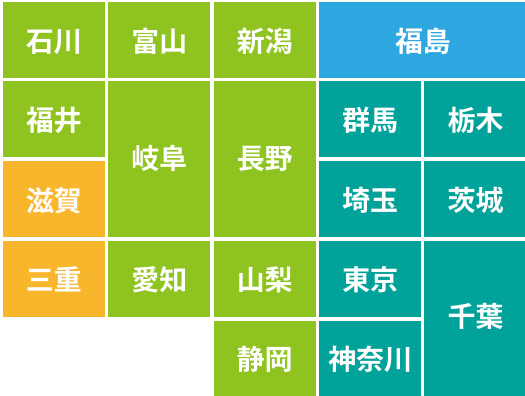 石川 富山 新潟 福島
福井 岐阜 長野 群馬 栃木
滋賀 埼玉 茨城
三重 愛知 山梨 東京 千葉
静岡 神奈川